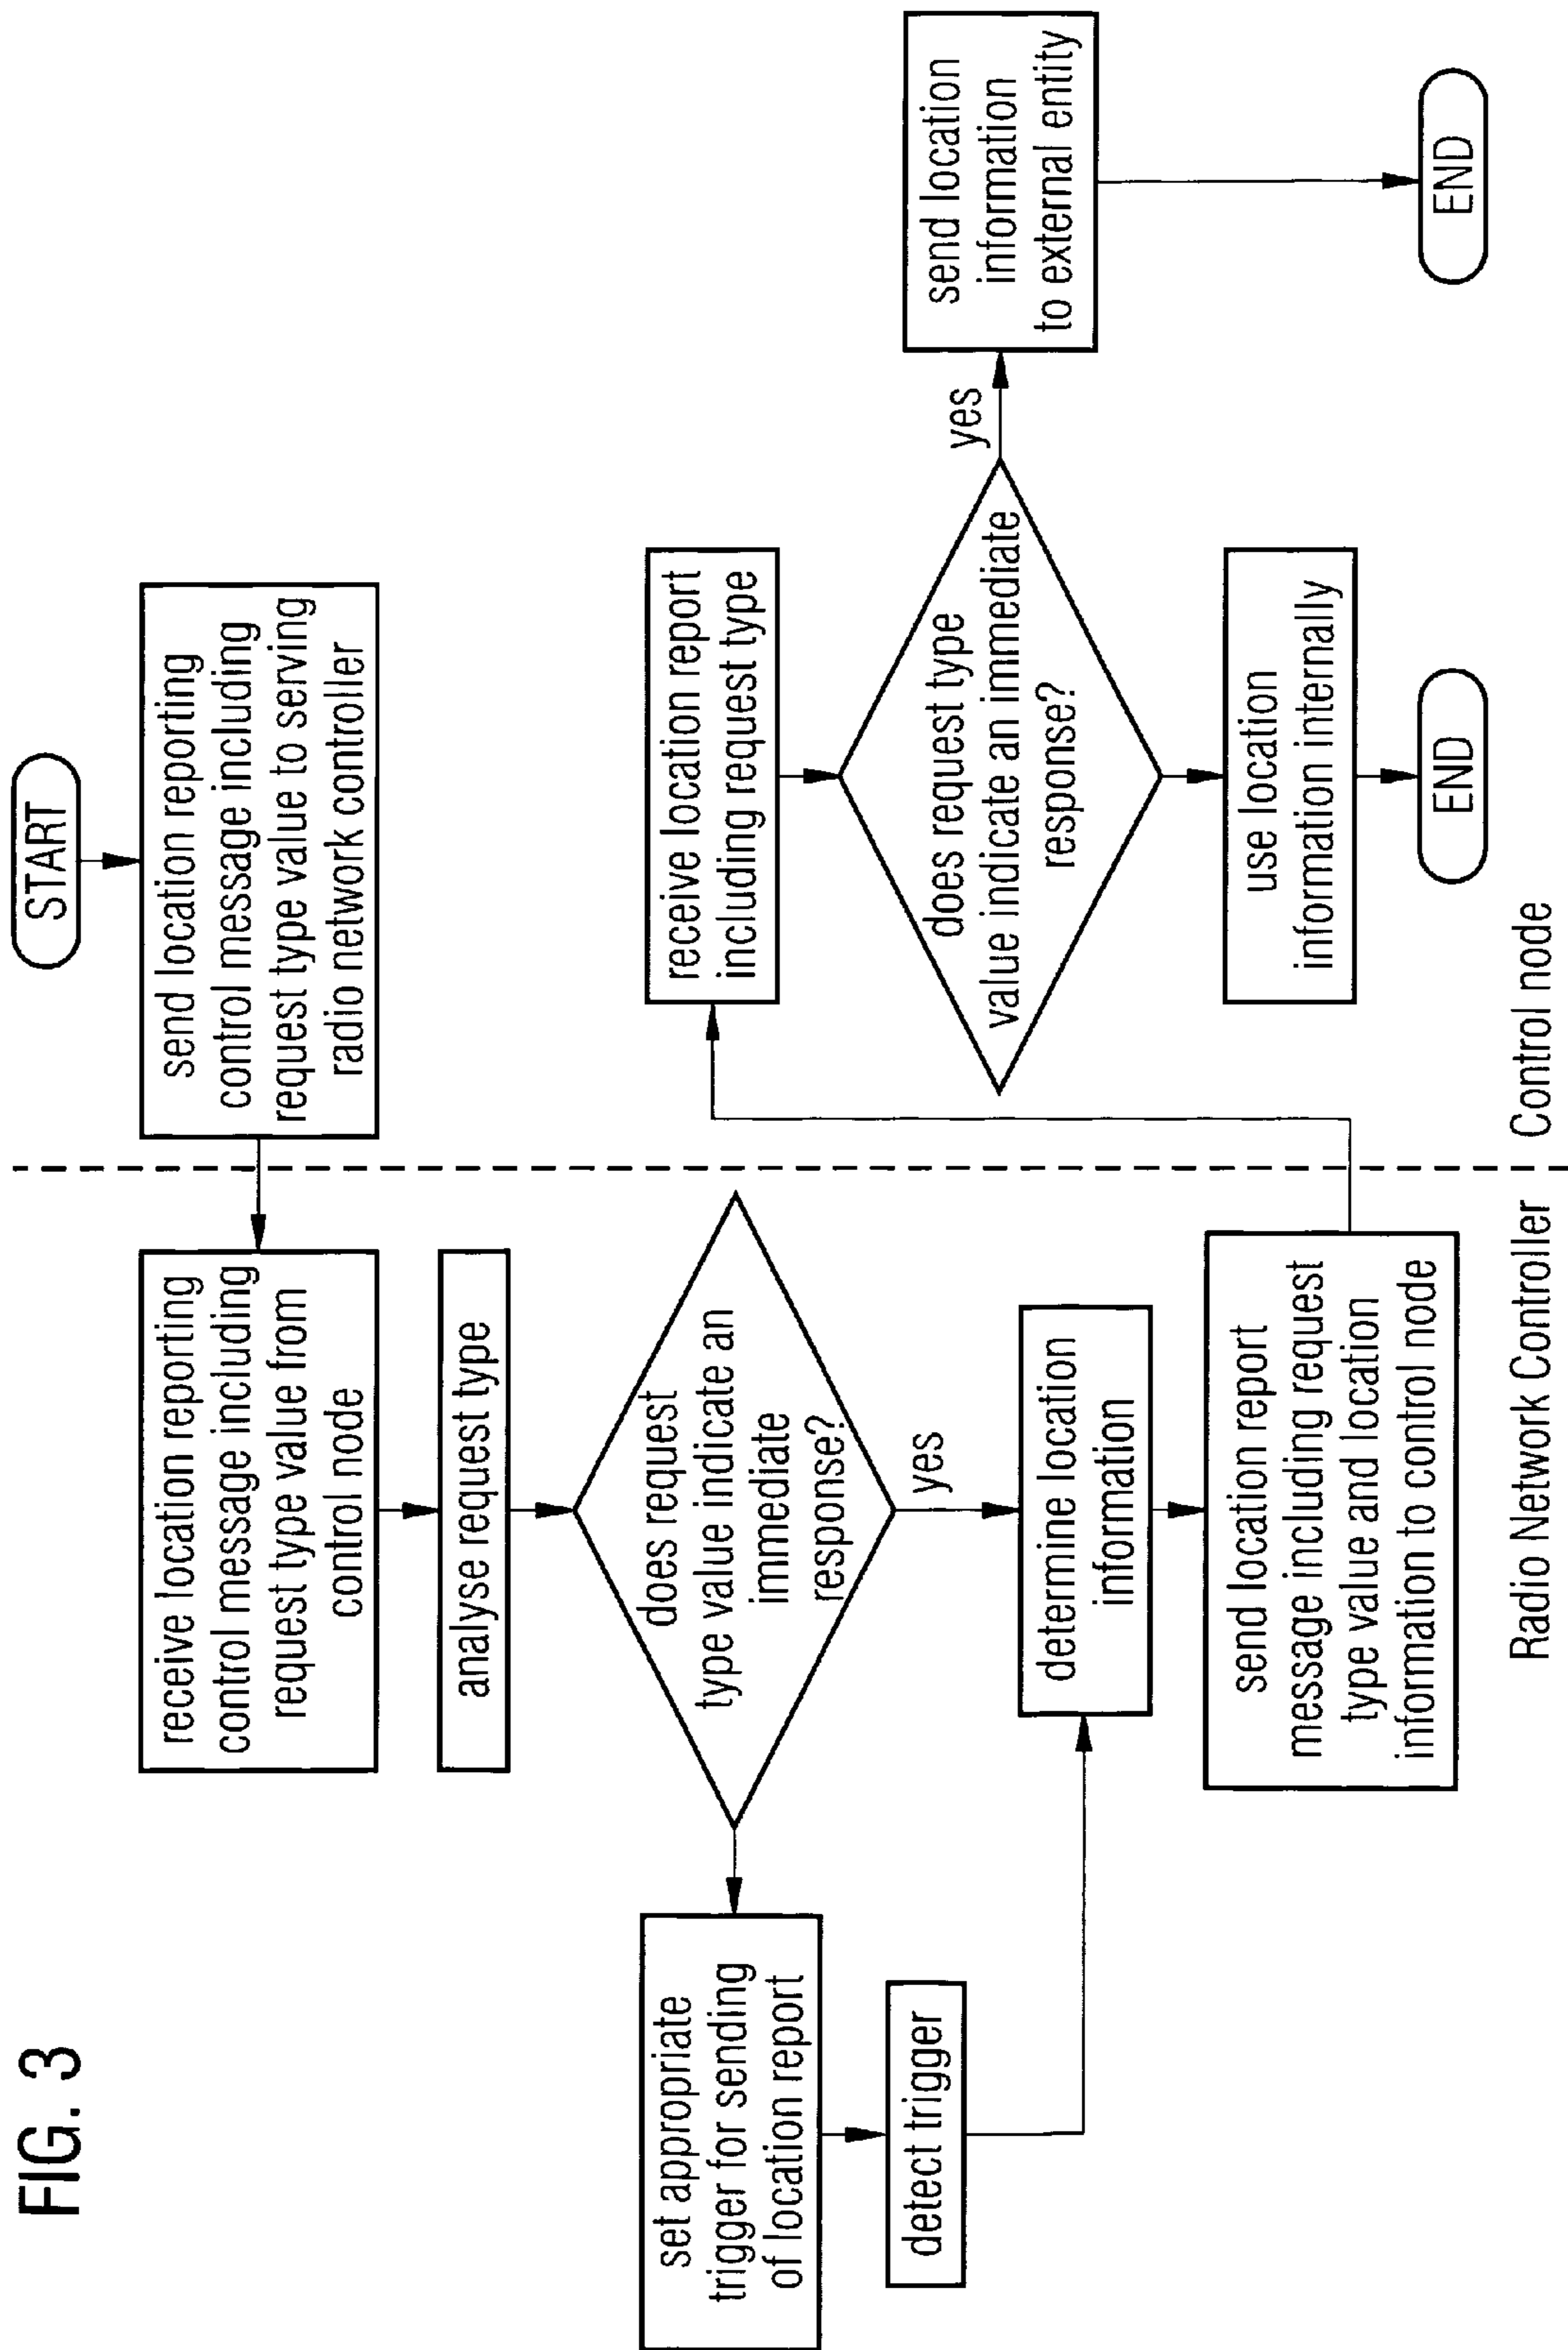 FIG. 3
START
send location reporting
control message including
request type value to serving
radio network controller
receive location reporting
control message including
request type value from
control node
analyse request type
does request
type value indicate an
immediate
response?
yes
set appropriate
trigger for sending
of location report
detect trigger
determine location
information
send location report
message including request
type value and location
information to control node
receive location report
including request type
does request type
value indicate an immediate
response?
yes
send location
information
to external entity
use location
information internally
END
END
Radio Network Controller
Control node